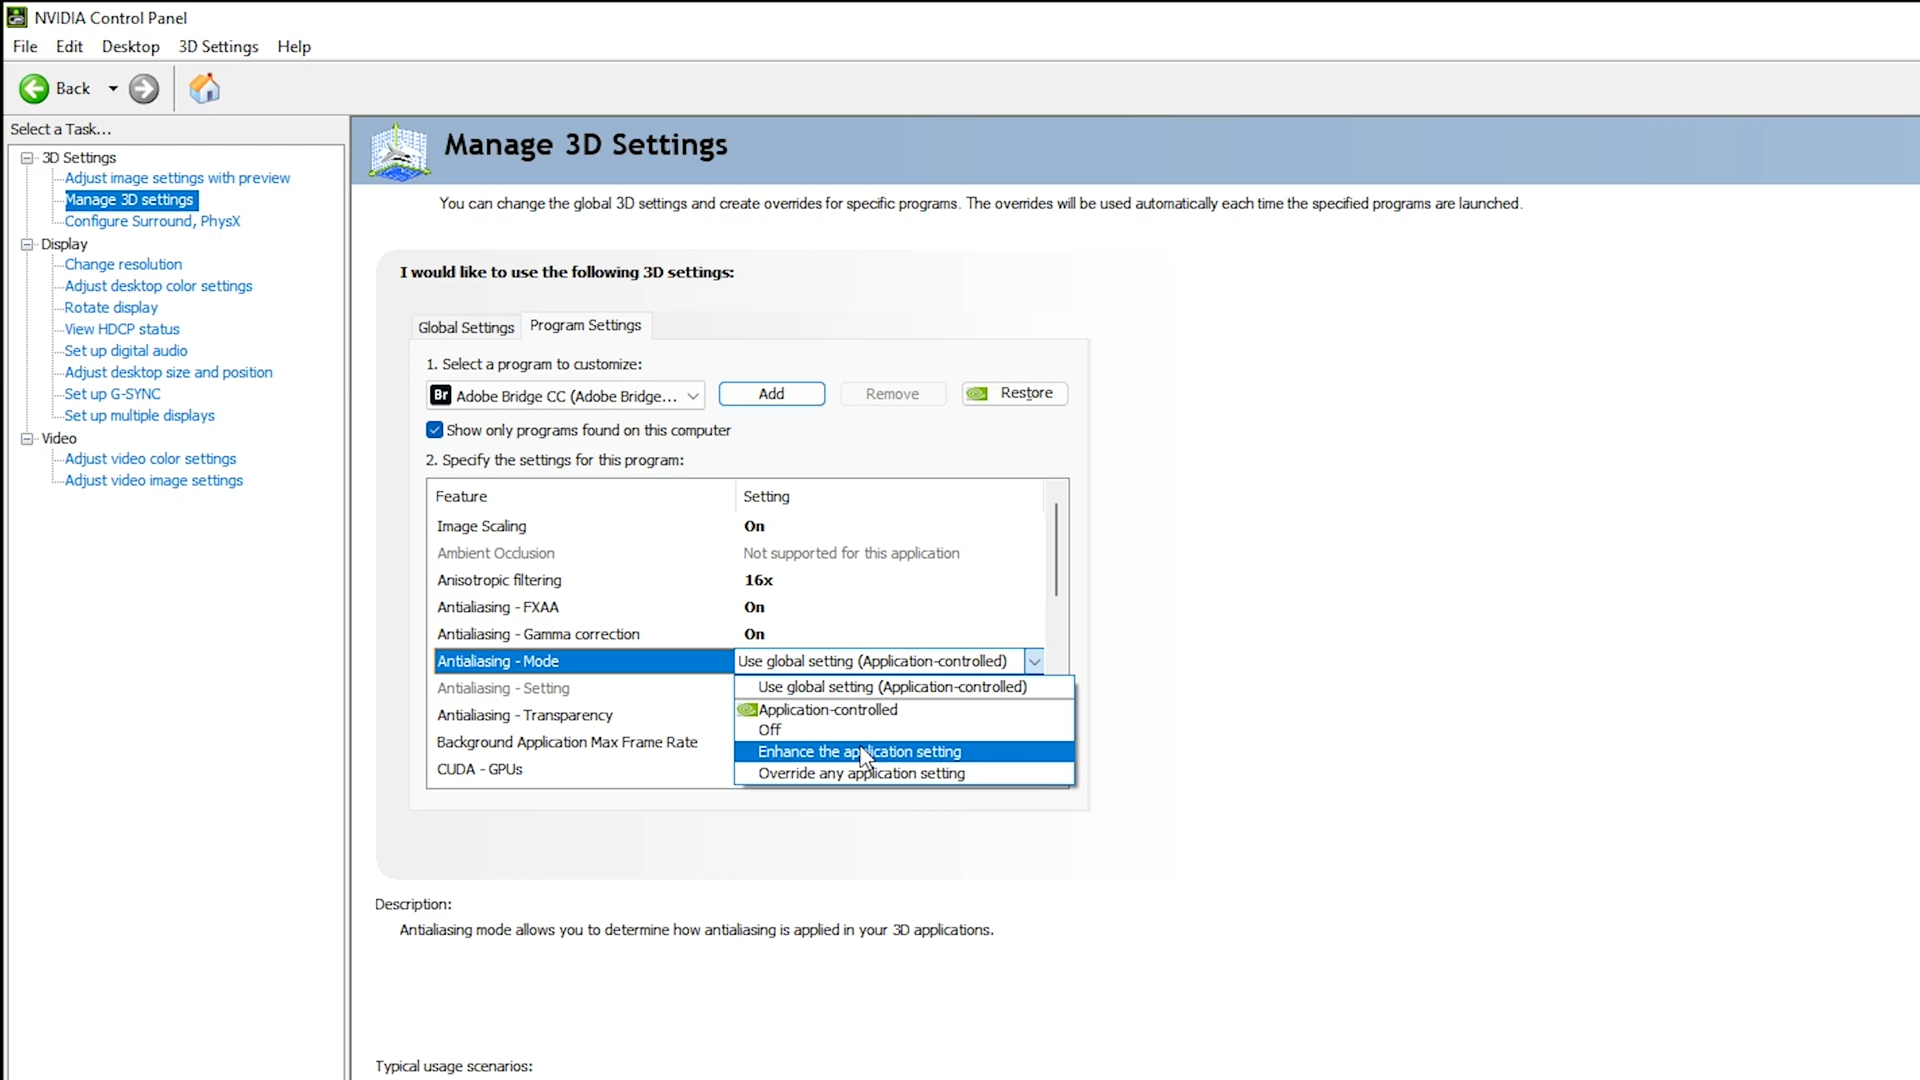 NVIDIA Control Panel
File Edit Desktop 3D Settings Help
Back
Select a Task...
3D Settings
Adjust image settings with preview
Manage 3D settings
Configure Surround, PhysX
Display
Change resolution
Adjust desktop color settings
Rotate display
View HDCP status
Set up digital audio
Adjust desktop size and position
Set up G-SYNC
Set up multiple displays
Video
Adjust video color settings
Adjust video image settings
Manage 3D Settings
You can change the global 3D settings and create overrides for specific programs. The overrides will be used automatically each time the specified programs are launched.
I would like to use the following 3D settings:
Global Settings Program Settings
1. Select a program to customize:
Br Adobe Bridge CC (Adobe Bridge... Add Remove Restore
Show only programs found on this computer
2. Specify the settings for this program:
Feature Setting
Image Scaling On
Ambient Occlusion Not supported for this application
Anisotropic filtering 16x
Antialiasing - FXAA On
Antialiasing - Gamma correction On
Antialiasing - Mode Use global setting (Application-controlled)
Antialiasing - Setting Use global setting (Application-controlled)
Antialiasing - Transparency Application-controlled
Off
Background Application Max Frame Rate Enhance the application setting
CUDA - GPUs Override any application setting
Description:
Antialiasing mode allows you to determine how antialiasing is applied in your 3D applications.
Typical usage scenarios: